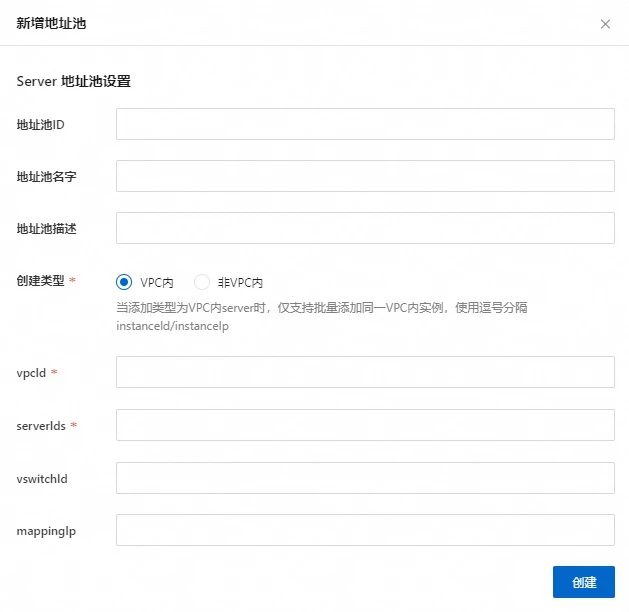 新增地址池
Server 地址池设置
地址池ID
地址池名字
地址池描述
创建类型 * VPC内 非VPC内
当添加类型为VPC内server时，仅支持批量添加同一VPC内实例，使用逗号分隔
instanceId/instanceIp
vpcId *
serverIds *
vswitchId
mappingIp
创建